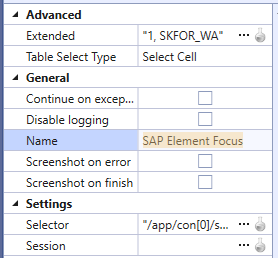 Advanced
Extended "1, SKFOR_WA" ...
Table Select Type Select Cell
General
Continue on excep...
Disable logging
Name SAP Element Focus
Screenshot on error
Screenshot on finish
Settings
Selector "/app/con[0]/s... ...
Session ...